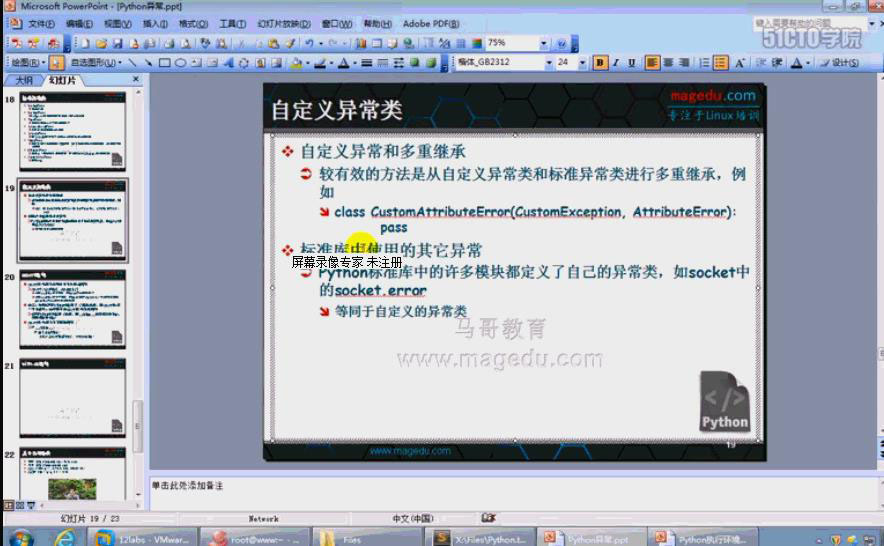 Microsoft PowerPoint - [Python异常.ppt]
文件(F) 编辑(E) 视图(V) 插入(I) 格式(O) 工具(T) 幻灯片放映(D) 窗口(W) 帮助(H) Adobe PDF(B)
键入需要帮助的问题
51CTO学院
75%
绘图(R) 自选图形(U) 楷体_GB2312 24 B I U S 设计(S)
大纲 幻灯片
18
19
20
21
22
自定义异常类
magedu.com
专注于Linux培训
自定义异常和多重继承
较有效的方法是从自定义异常类和标准异常类进行多重继承，例
如
class CustomAttributeError(CustomException, AttributeError):
pass
标准库中使用的其它异常
屏幕录像专家 未注册
Python标准库中的许多模块都定义了自己的异常类，如socket中
的socket.error
等同于自定义的异常类
马哥教育
www.magedu.com
</>
Python
www.magedu.com
19
单击此处添加备注
幻灯片 19 / 23 Network 中文(中国)
12labs - VMwar... root@www:~ -... Files X:\Files\Python.t... Python异常.ppt Python执行环境...